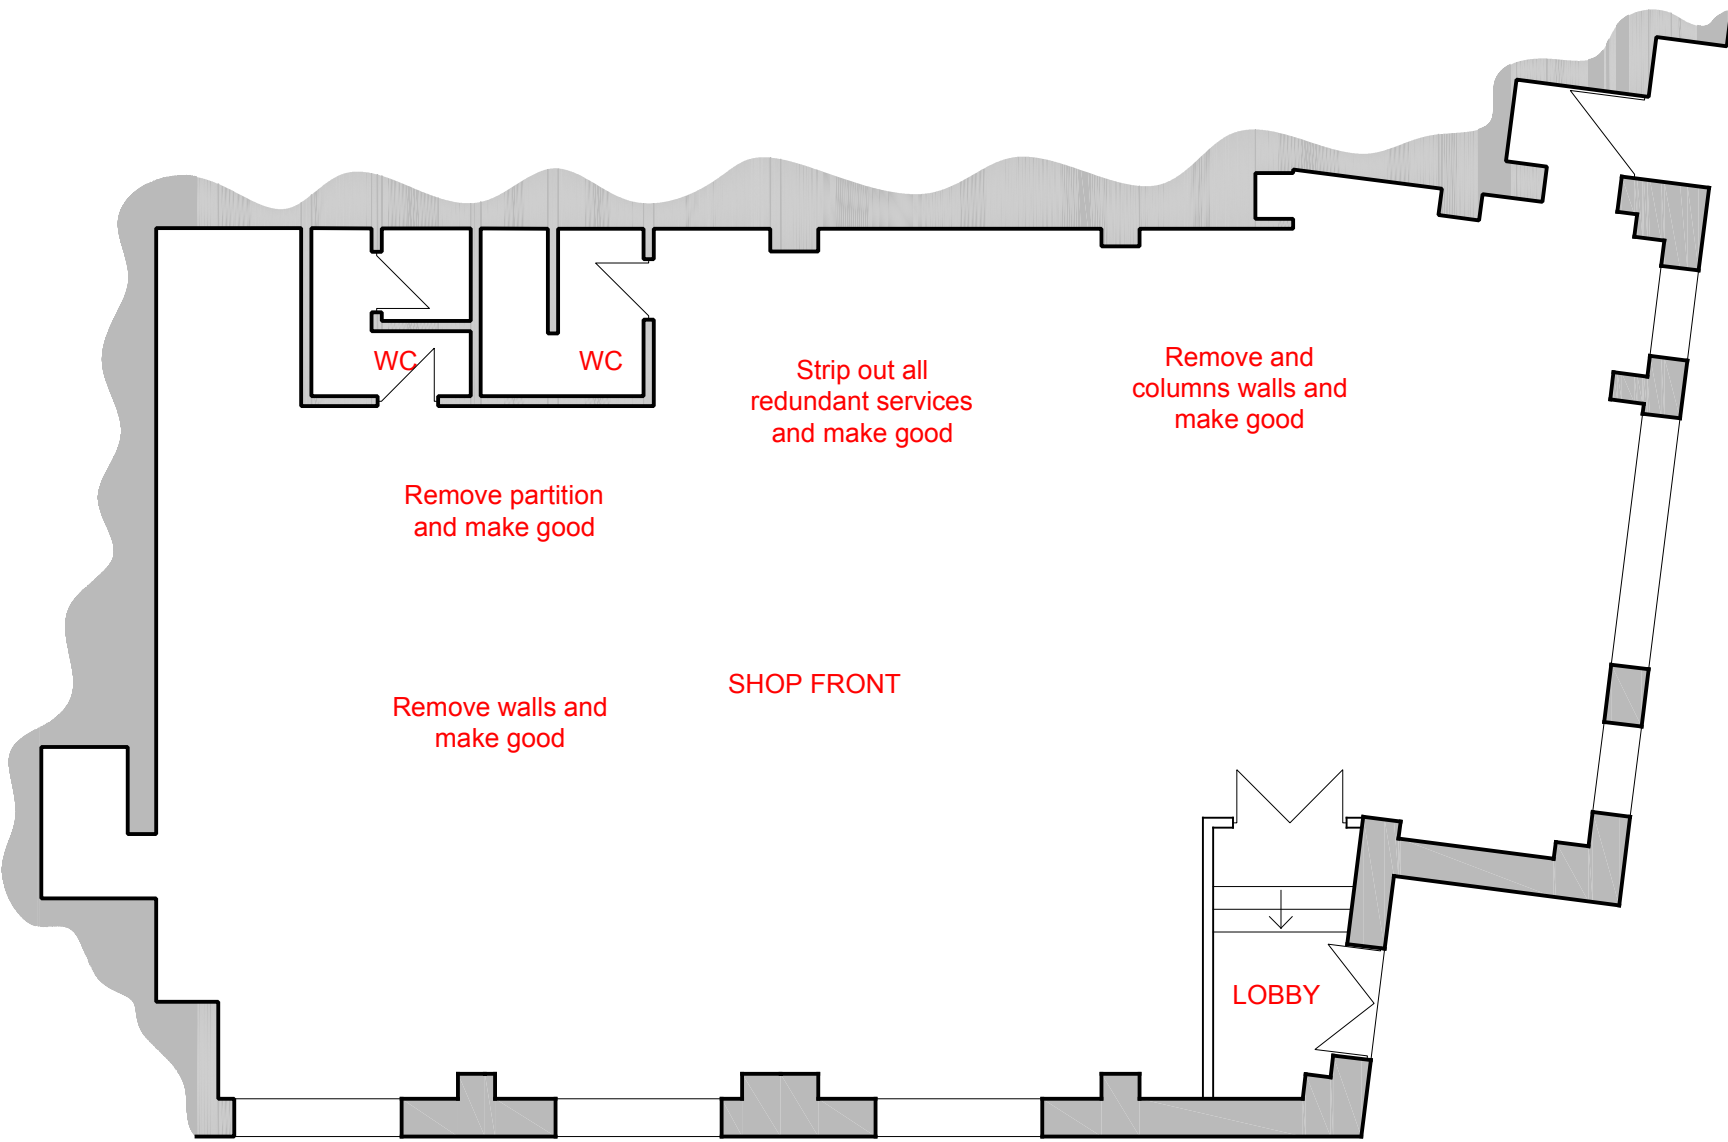 WC
WC
Strip out all
redundant services
and make good
Remove and
columns walls and
make good
Remove partition
and make good
SHOP FRONT
Remove walls and
make good
LOBBY